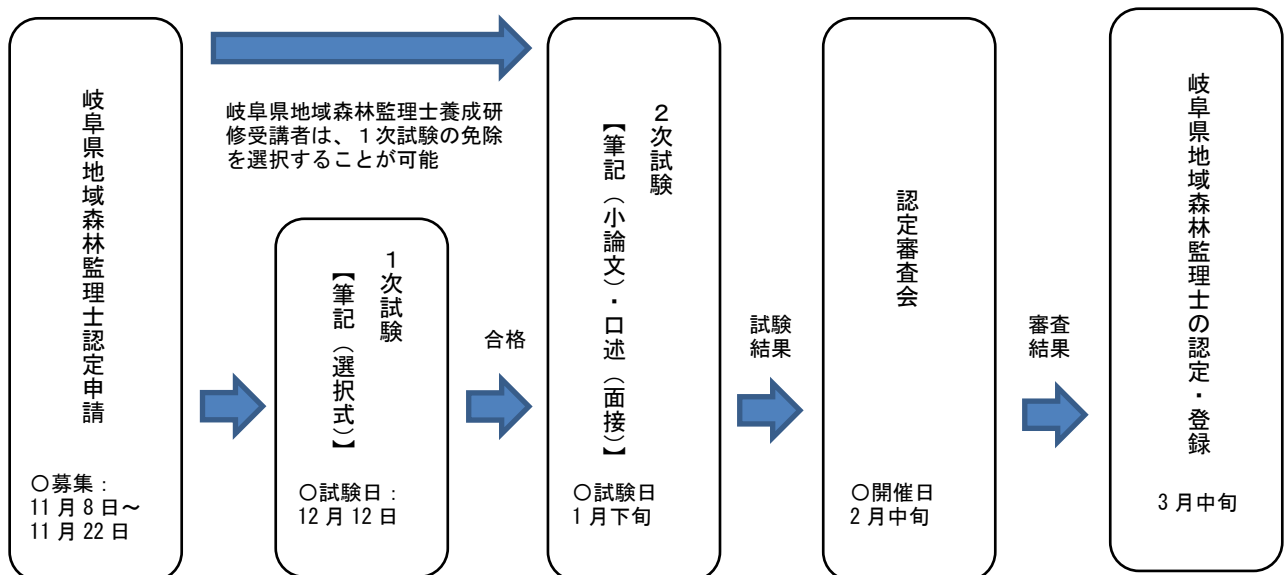 岐阜県地域森林監理士認定申請
〇募集：
11月8日～
11月22日
岐阜県地域森林監理士養成研
修受講者は、１次試験の免除
を選択することが可能
１次試験
【筆記（選択式）】
〇試験日：
12月12日
合格
２次試験
【筆記（小論文）・口述（面接）】
〇試験日
1月下旬
試験
結果
認定審査会
〇開催日
2月中旬
審査
結果
岐阜県地域森林監理士の認定・登録
3月中旬